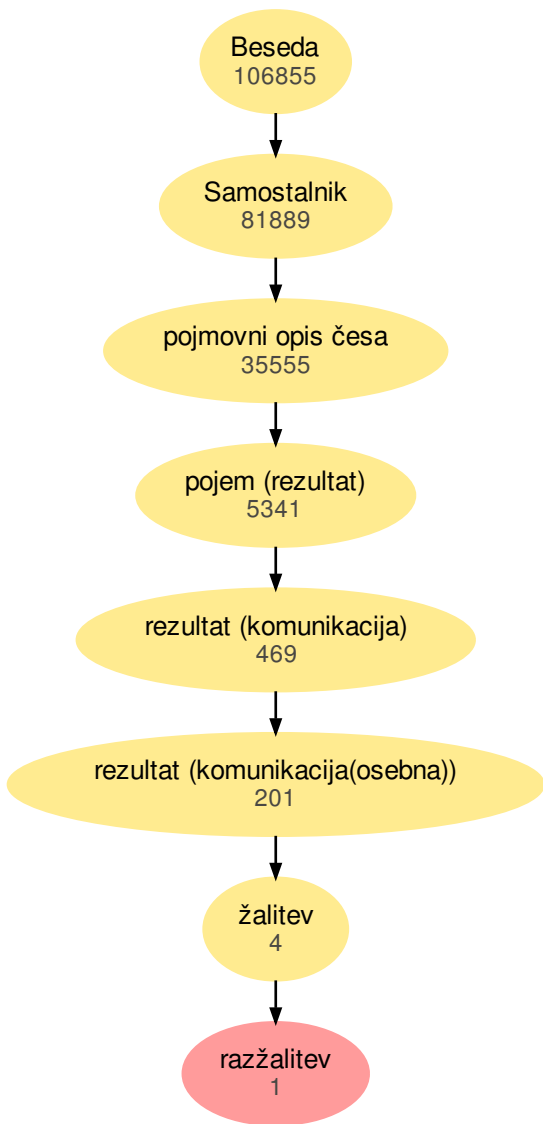 Beseda
106855
Samostalnik
81889
pojmovni opis česa
35555
pojem (rezultat)
5341
rezultat (komunikacija)
469
rezultat (komunikacija(osebna))
201
žalitev
4
razžalitev
1